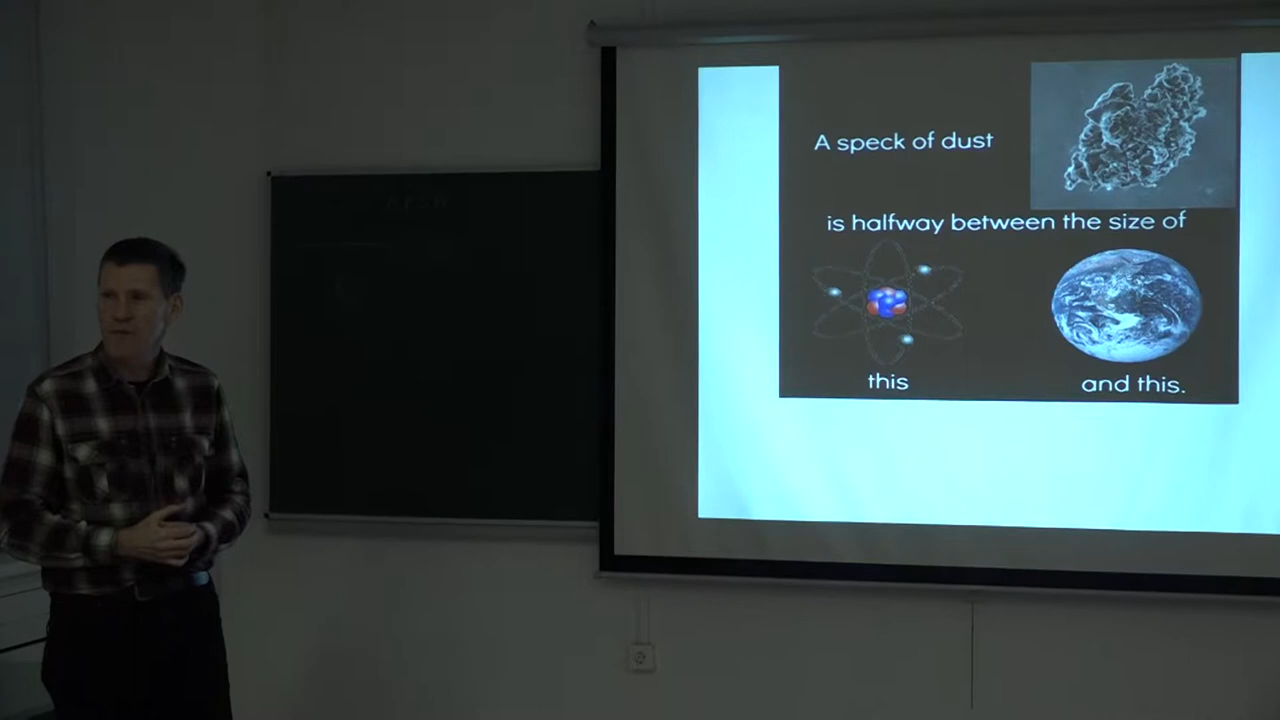 A speck of dust
is halfway between the size of
this
and this.